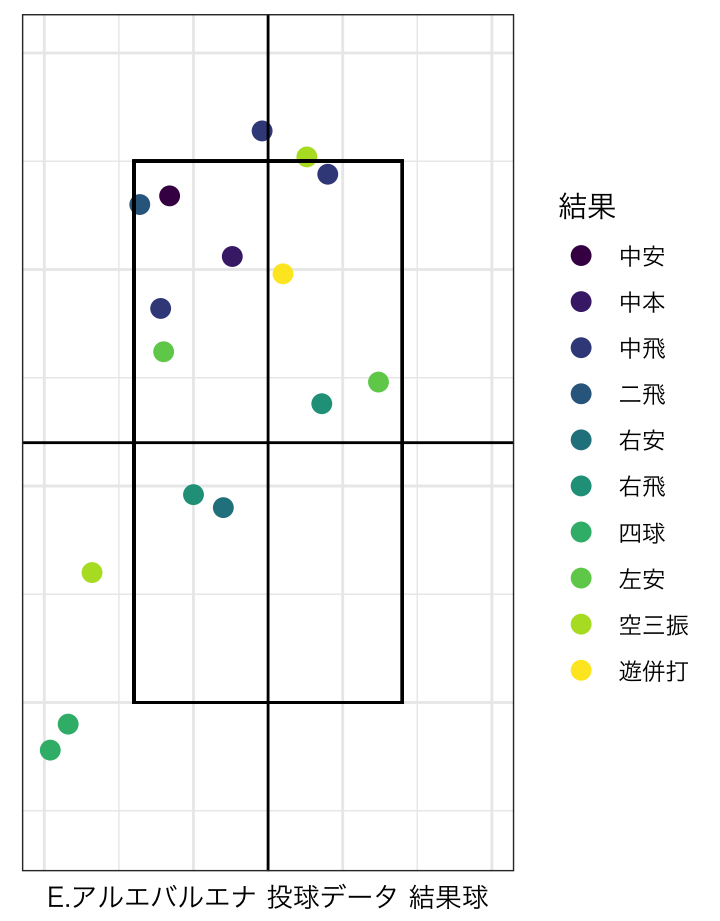 結果
中安
中本
中飛
二飛
右安
右飛
四球
左安
空三振
遊併打
E.アルエバルエナ 投球データ 結果球